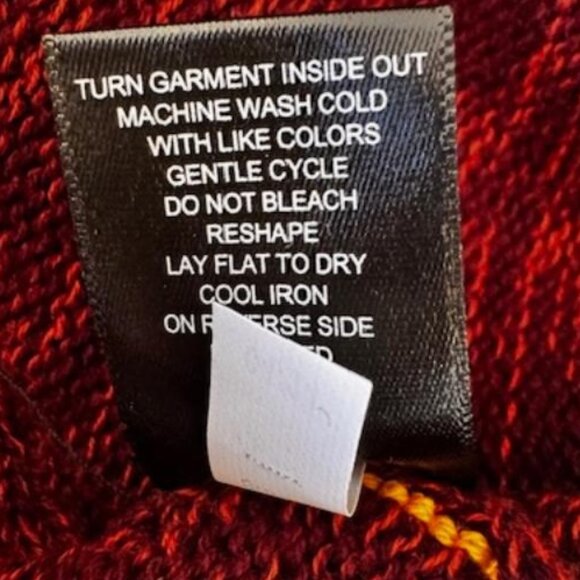 TURN GARMENT INSIDE OUT
MACHINE WASH COLD
WITH LIKE COLORS
GENTLE CYCLE
DO NOT BLEACH
RESHAPE
LAY FLAT TO DRY
COOL IRON
ON REVERSE SIDE